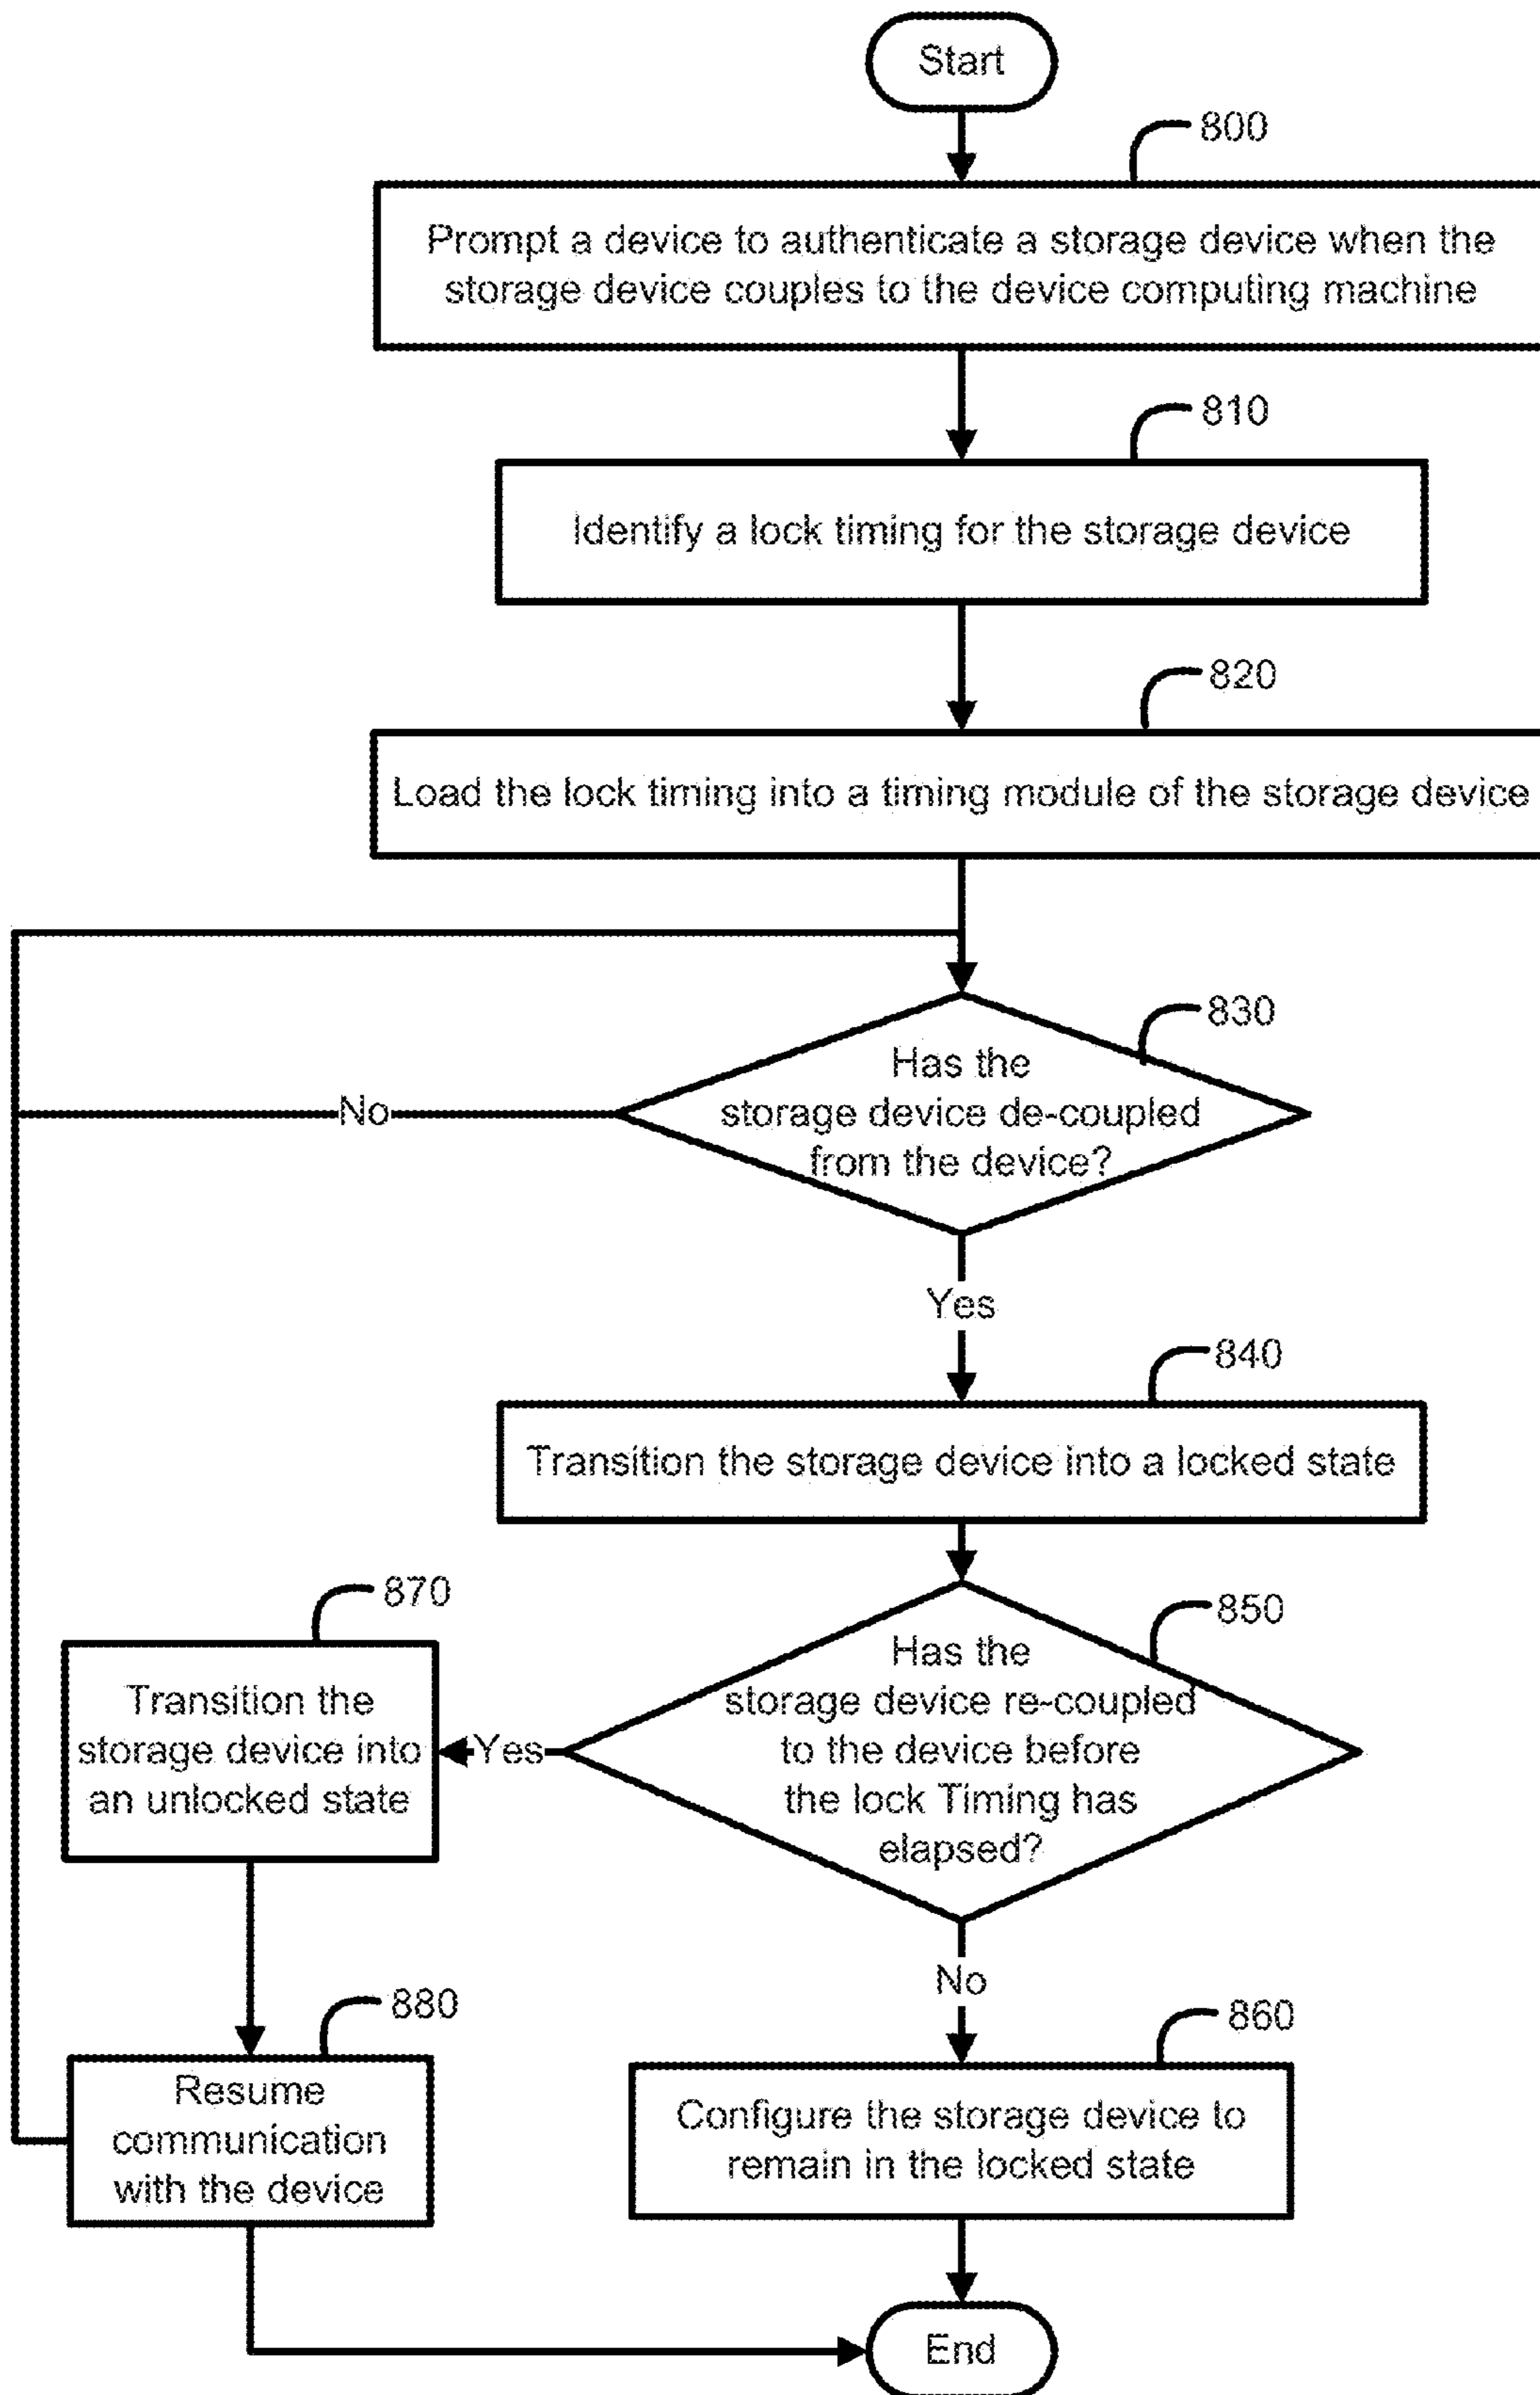 Start
800
Prompt a device to authenticate a storage device when the
storage device couples to the device computing machine
810
Identify a lock timing for the storage device
820
Load the lock timing into a timing module of the storage device
830
Has the
storage device de-coupled
from the device?
No
Yes
840
Transition the storage device into a locked state
850
Has the
storage device re-coupled
to the device before
the lock Timing has
elapsed?
Yes
870
Transition the
storage device into
an unlocked state
No
880
Resume
communication
with the device
860
Configure the storage device to
remain in the locked state
End